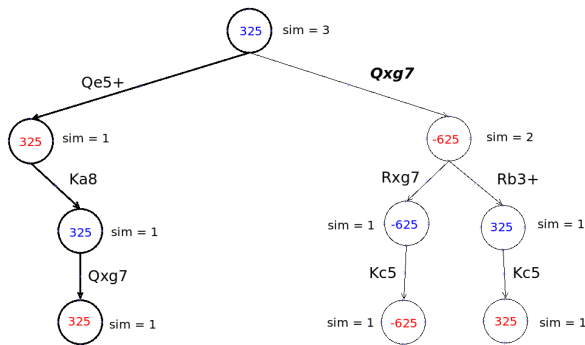 325 sim = 3
Qe5+ Qxg7
325 sim = 1 -625 sim = 2
Ka8 Rxg7 Rb3+
325 sim = 1 sim = 1 -625 325 sim = 1
Qxg7 Kc5 Kc5
325 sim = 1 sim = 1 -625 325 sim = 1